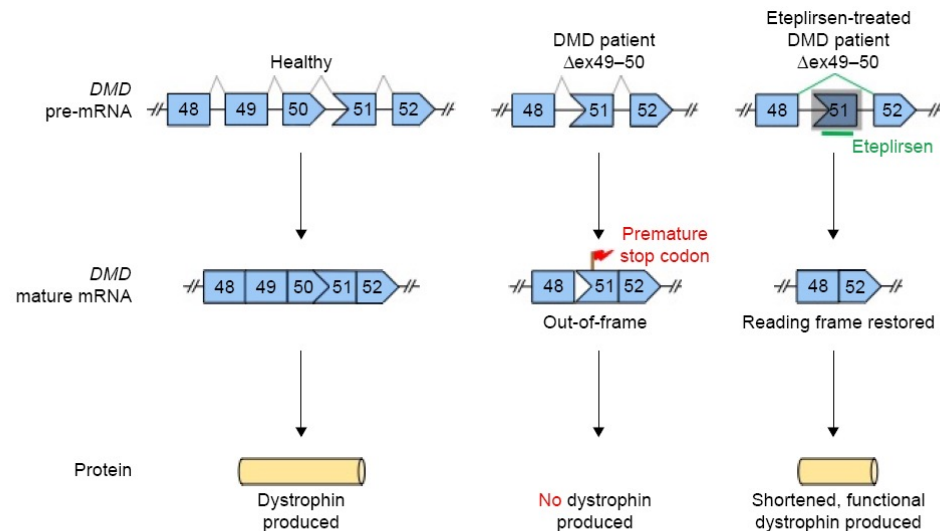 Healthy
DMD patient
Δex49–50
Eteplirsen-treated
DMD patient
Δex49–50
DMD
pre-mRNA
48 49 50 51 52
48 51 52
51 52
48
Eteplirsen
Premature
stop codon
DMD
mature mRNA
48 49 50 51 52
48 51 52
48 52
Out-of-frame
Reading frame restored
Protein
Dystrophin
produced
No dystrophin
produced
Shortened, functional
dystrophin produced